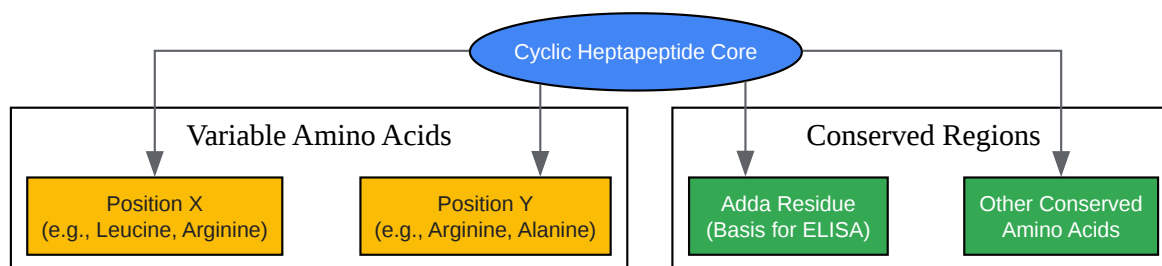 Cyclic Heptapeptide Core
Variable Amino Acids
Conserved Regions
Position X
(e.g., Leucine, Arginine)
Position Y
(e.g., Arginine, Alanine)
Adda Residue
(Basis for ELISA)
Other Conserved
Amino Acids